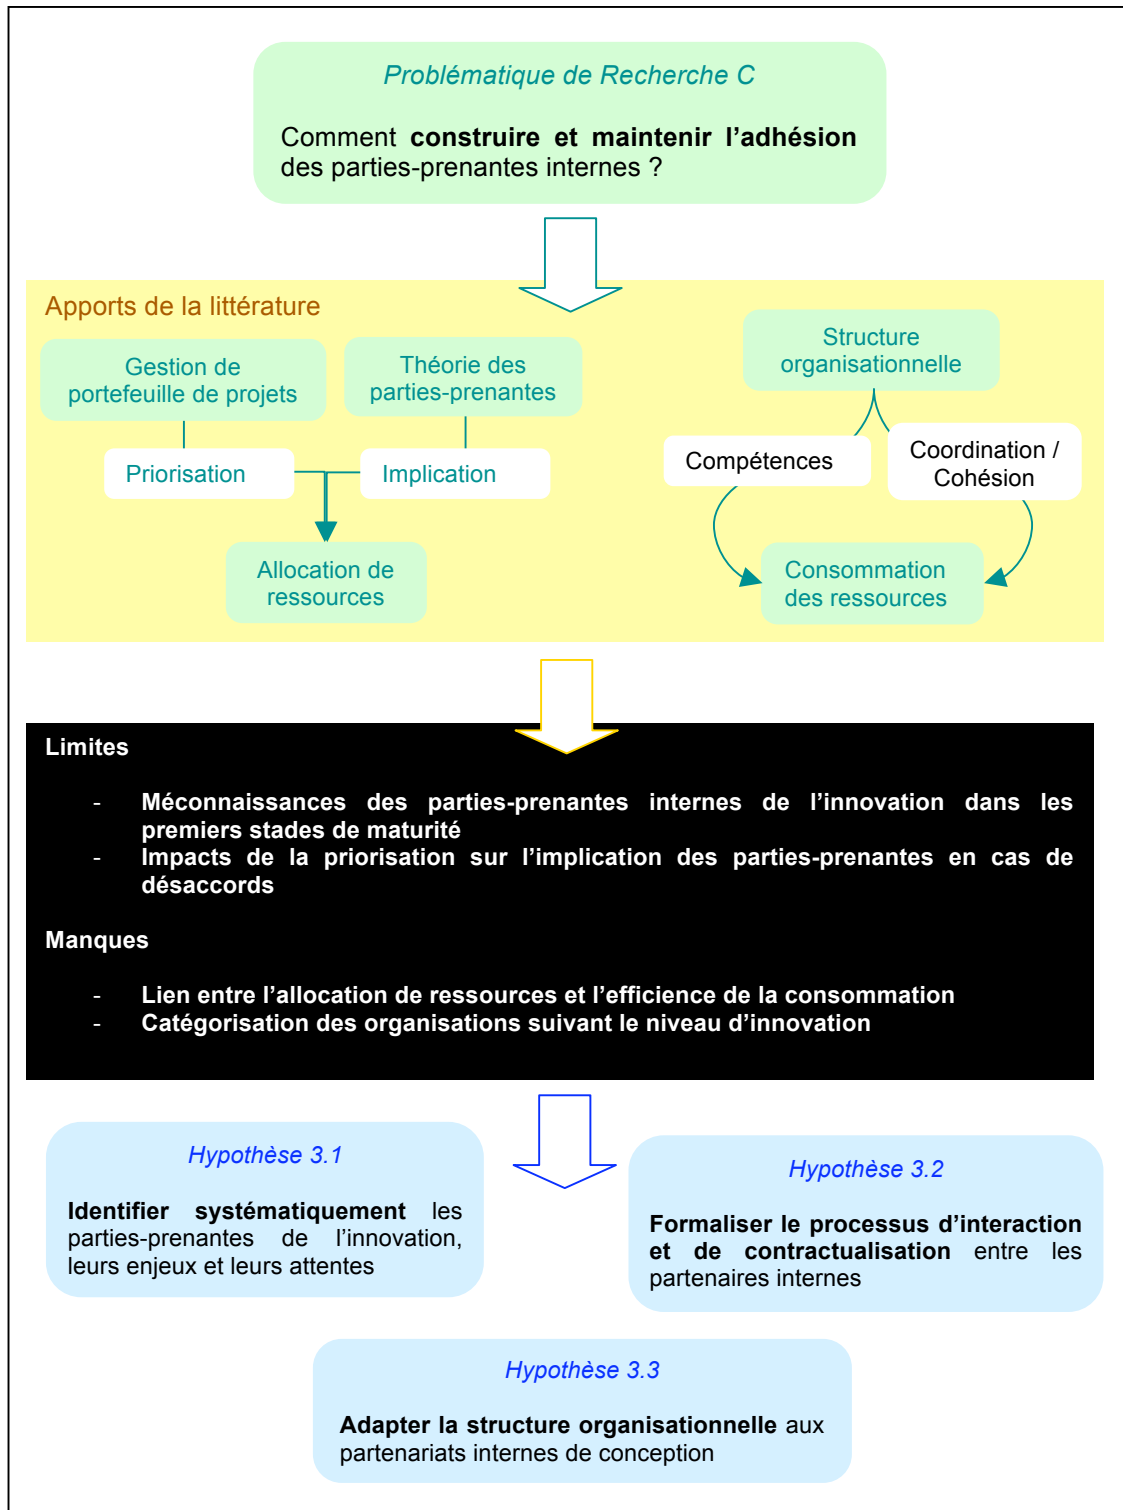 Problématique de Recherche C
Comment construire et maintenir l’adhésion
des parties-prenantes internes ?
Apports de la littérature
Gestion de
portefeuille de projets
Théorie des
parties-prenantes
Structure
organisationnelle
Priorisation
Implication
Compétences
Coordination /
Cohésion
Allocation de
ressources
Consommation
des ressources
Limites
- Méconnaissances des parties-prenantes internes de l’innovation dans les
premiers stades de maturité
- Impacts de la priorisation sur l’implication des parties-prenantes en cas de
désaccords
Manques
- Lien entre l’allocation de ressources et l’efficience de la consommation
- Catégorisation des organisations suivant le niveau d’innovation
Hypothèse 3.1
Identifier systématiquement les
parties-prenantes de l’innovation,
leurs enjeux et leurs attentes
Hypothèse 3.2
Formaliser le processus d’interaction
et de contractualisation entre les
partenaires internes
Hypothèse 3.3
Adapter la structure organisationnelle aux
partenariats internes de conception